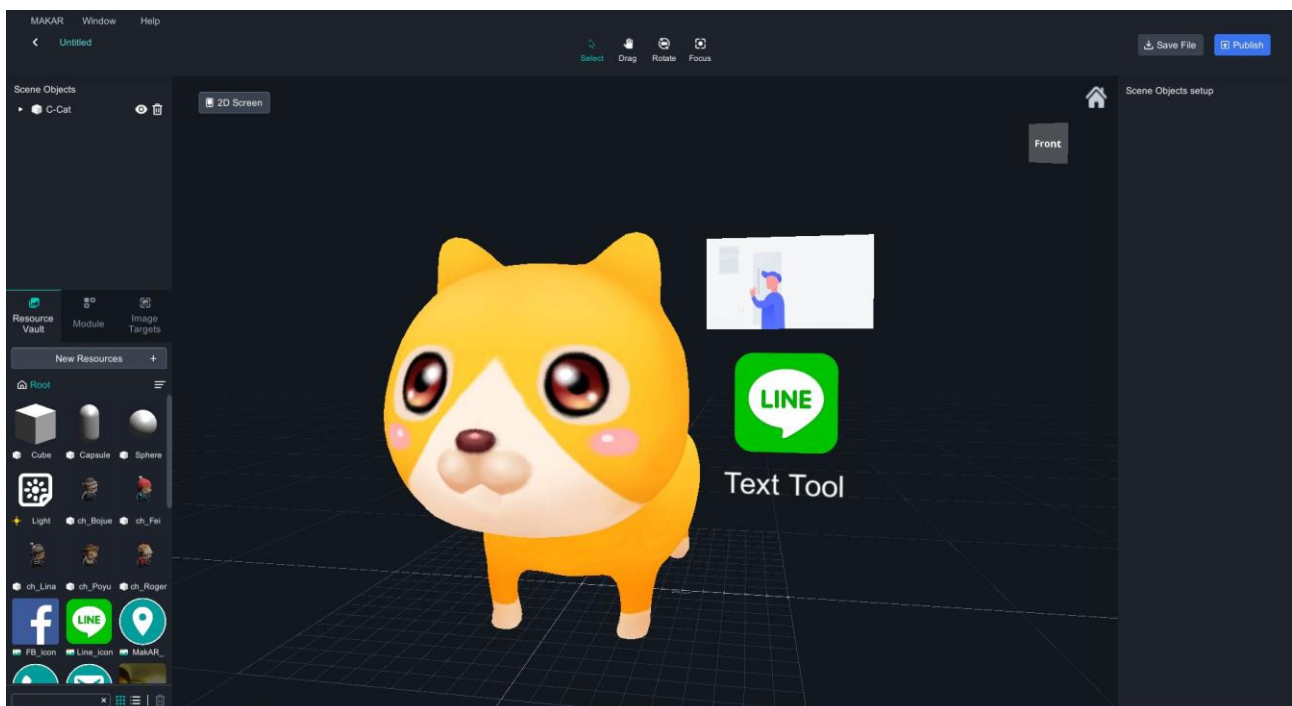 MAKAR Window Help
Untitled
Select Drag Rotate Focus
Save File Publish
Scene Objects
C-Cat
2D Screen
Scene Objects setup
Front
Resource Vault
Module
Image Targets
New Resources +
Root
Cube Capsule Sphere
Light ch_Bojue ch_Fei
ch_Lina ch_Poyu ch_Roger
FB_icon LINE Line_icon MakAR_
LINE
Text Tool